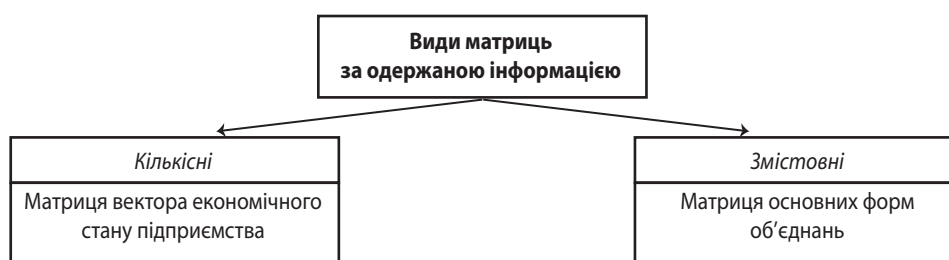 Види матриць
за одержаною інформацією
Кількісні
Матриця вектора економічного
стану підприємства
Змістовні
Матриця основних форм
об’єднань